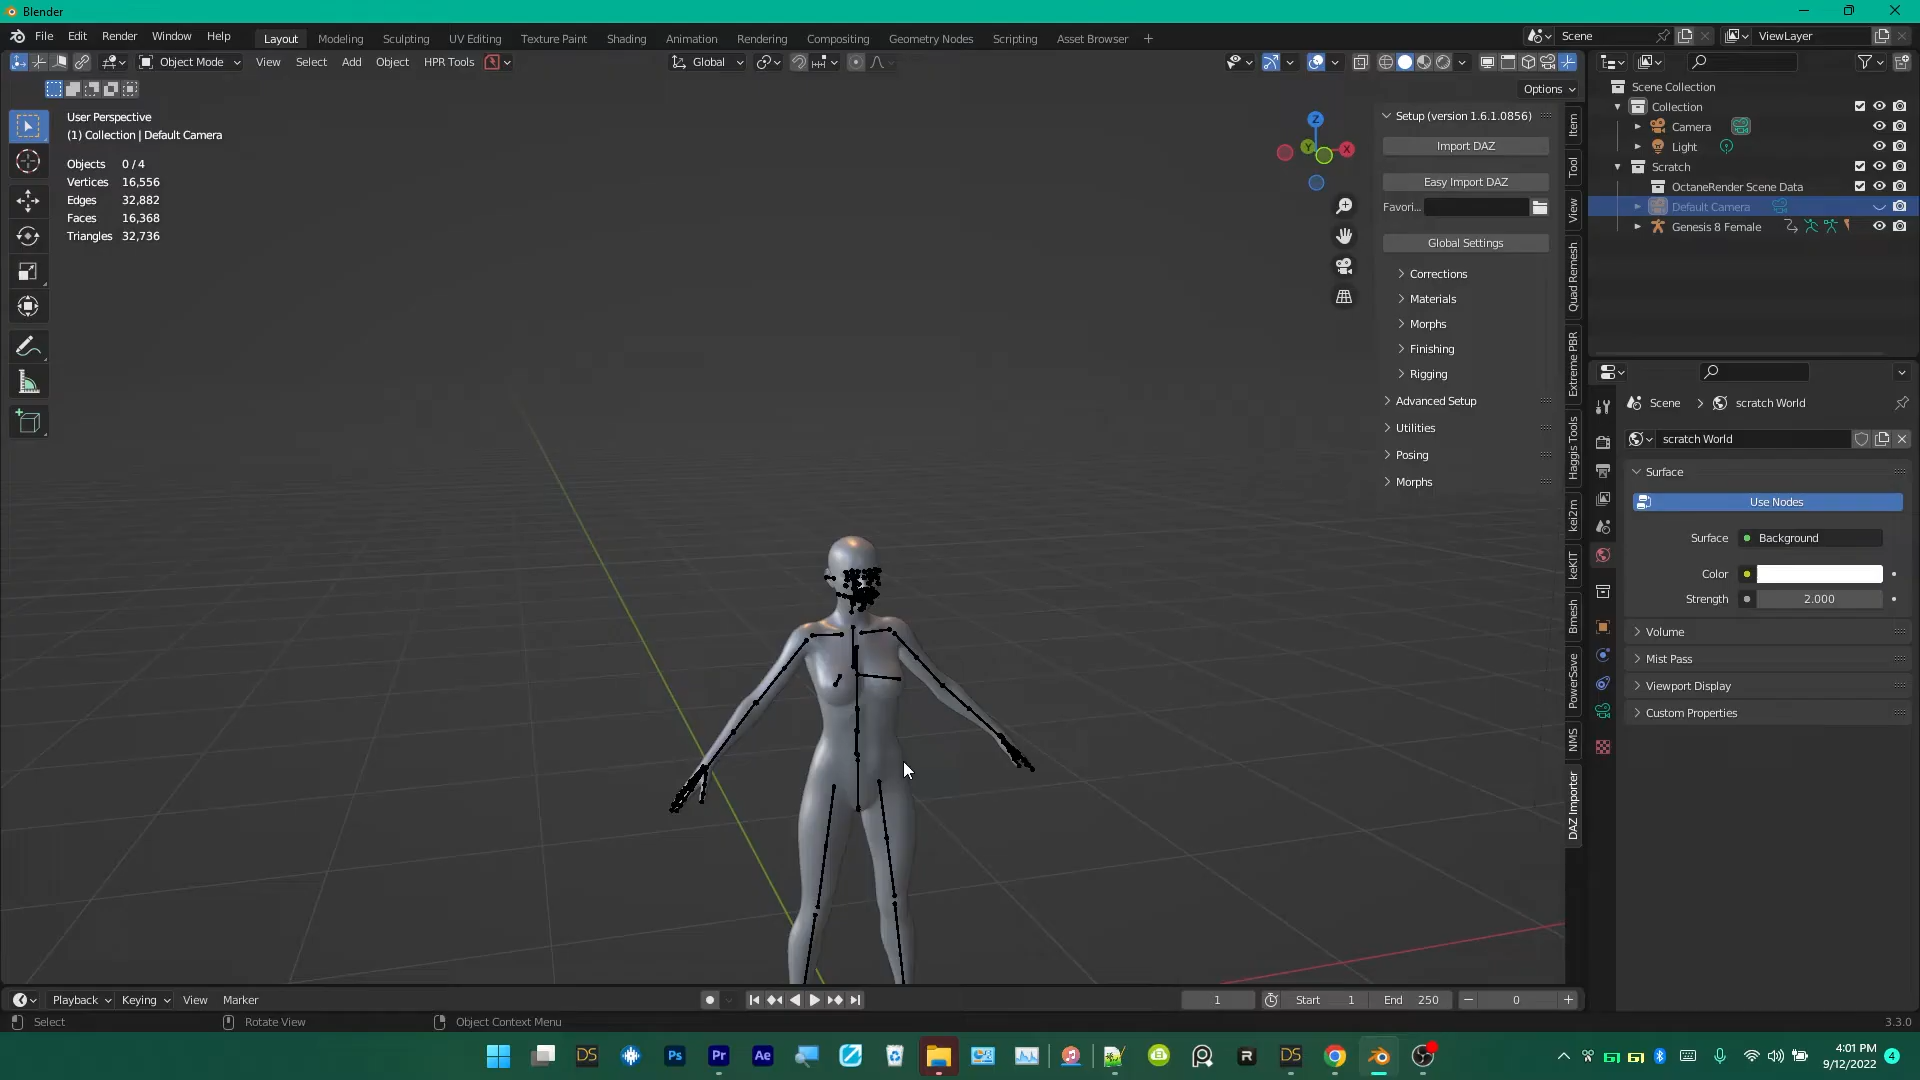 Blender
File Edit Render Window Help
Layout Modeling Sculpting UV Editing Texture Paint Shading Animation Rendering Compositing Geometry Nodes Scripting Asset Browser
Scene
ViewLayer
Object Mode View Select Add Object HPR Tools
Global
Options
User Perspective
(1) Collection | Default Camera
Objects 0 / 4
Vertices 16,556
Edges 32,882
Faces 16,368
Triangles 32,736
Z
Y
X
Setup (version 1.6.1.0856)
Import DAZ
Easy Import DAZ
Favori...
Global Settings
Corrections
Materials
Morphs
Finishing
Rigging
Advanced Setup
Utilities
Posing
Morphs
Item
Tool
View
Quad Remesh
Extreme PBR
Haggis Tools
kei2m
keKIT
Bmesh
PowerSave
NMS
DAZ Importer
Scene Collection
Collection
Camera
Light
Scratch
OctaneRender Scene Data
Default Camera
Genesis 8 Female
Scene scratch World
scratch World
Surface
Use Nodes
Surface Background
Color
Strength 2.000
Volume
Mist Pass
Viewport Display
Custom Properties
Playback Keying View Marker
1
Start 1 End 250
0
Select Rotate View Object Context Menu
3.3.0
DS
Ps
Pr
Ae
R
DS
4:01 PM
9/12/2022
4